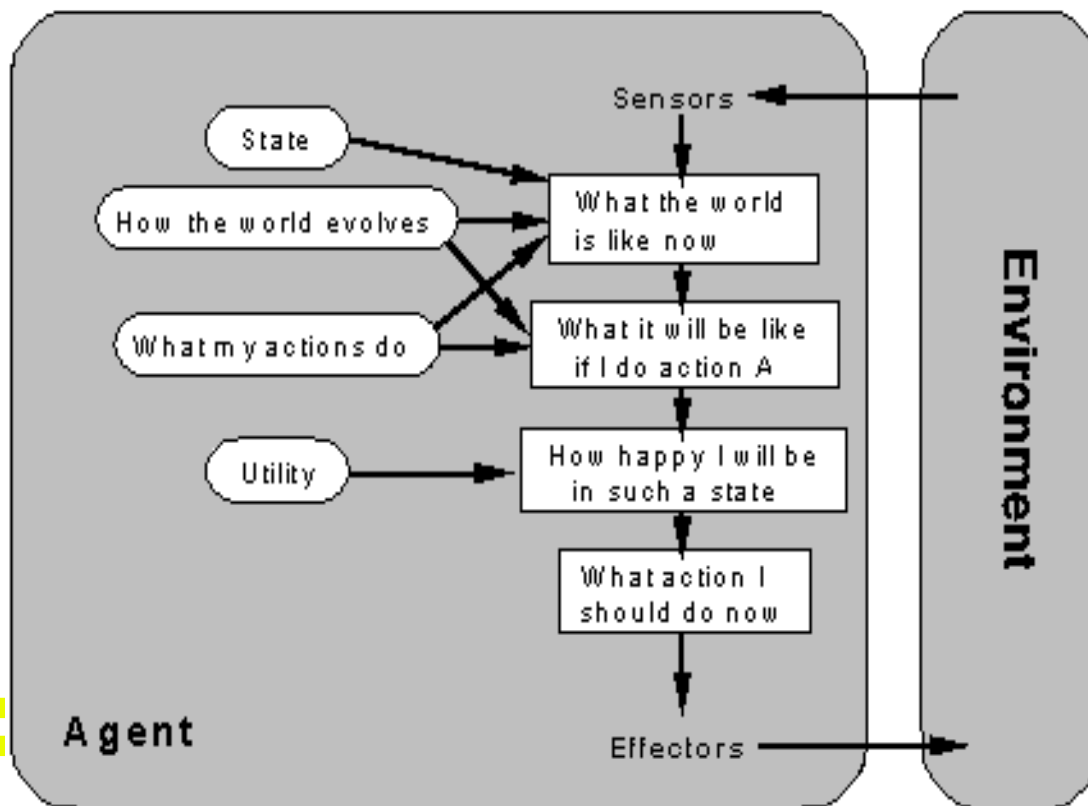 Sensors
State
What the world
is like now
How the world evolves
What it will be like
if I do action A
What my actions do
How happy I will be
in such a state
Utility
What action I
should do now
Agent
Effectors
Environment